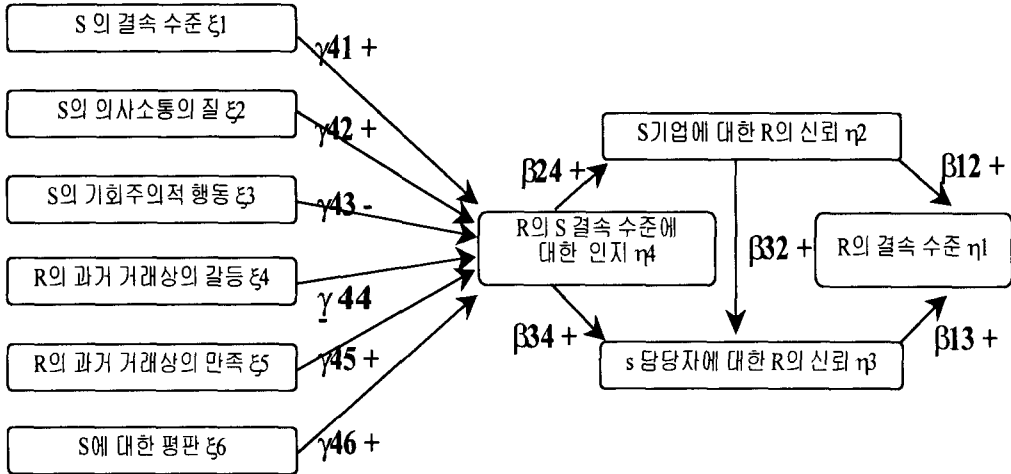 S 의 결속 수준 ξ1
γ41 +
S의 의사소통의 질 ξ2
γ42 +
S의 기회주의적 행동 ξ3
γ43 -
R의 과거 거래상의 갈등 ξ4
γ44
R의 과거 거래상의 만족 ξ5
γ45 +
S에 대한 평판 ξ6
γ46 +
R의 S 결속 수준에
대한 인지 η4
β24 +
β34 +
S기업에 대한 R의 신뢰 η2
β32 +
s 담당자에 대한 R의 신뢰 η3
β12 +
β13 +
R의 결속 수준 η1